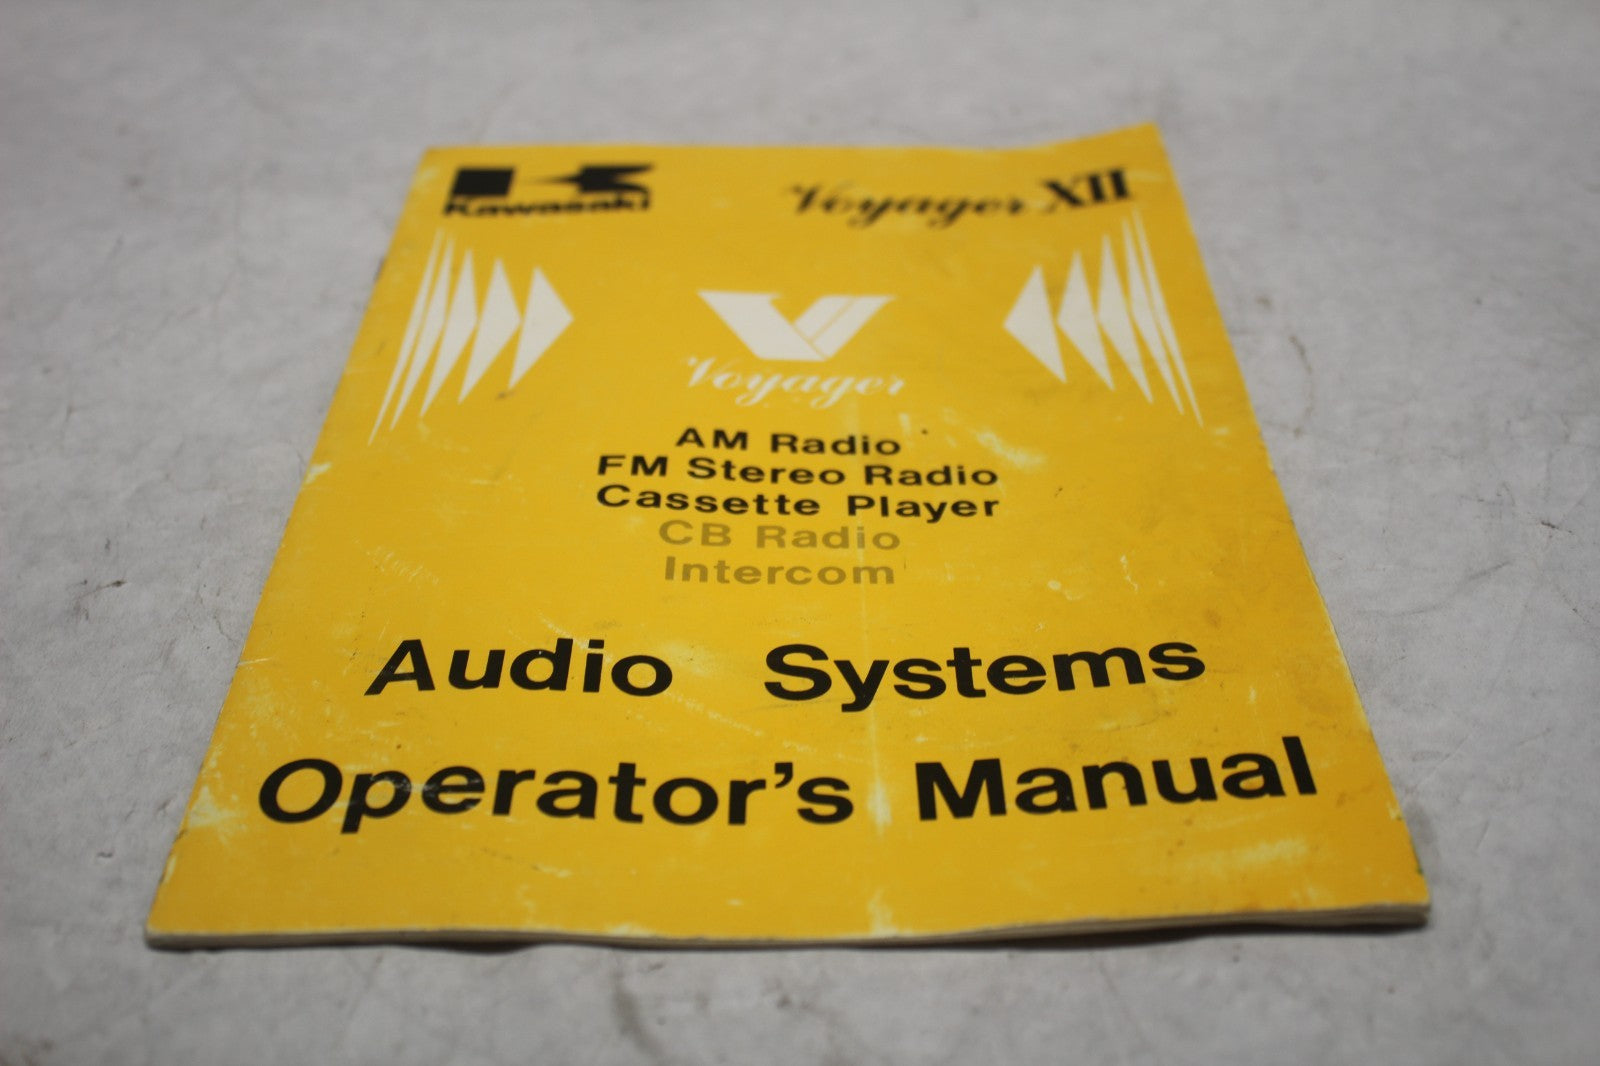 Kawasaki
Voyager XII
Voyager
AM Radio
FM Stereo Radio
Cassette Player
CB Radio
Intercom
Audio Systems
Operator's Manual